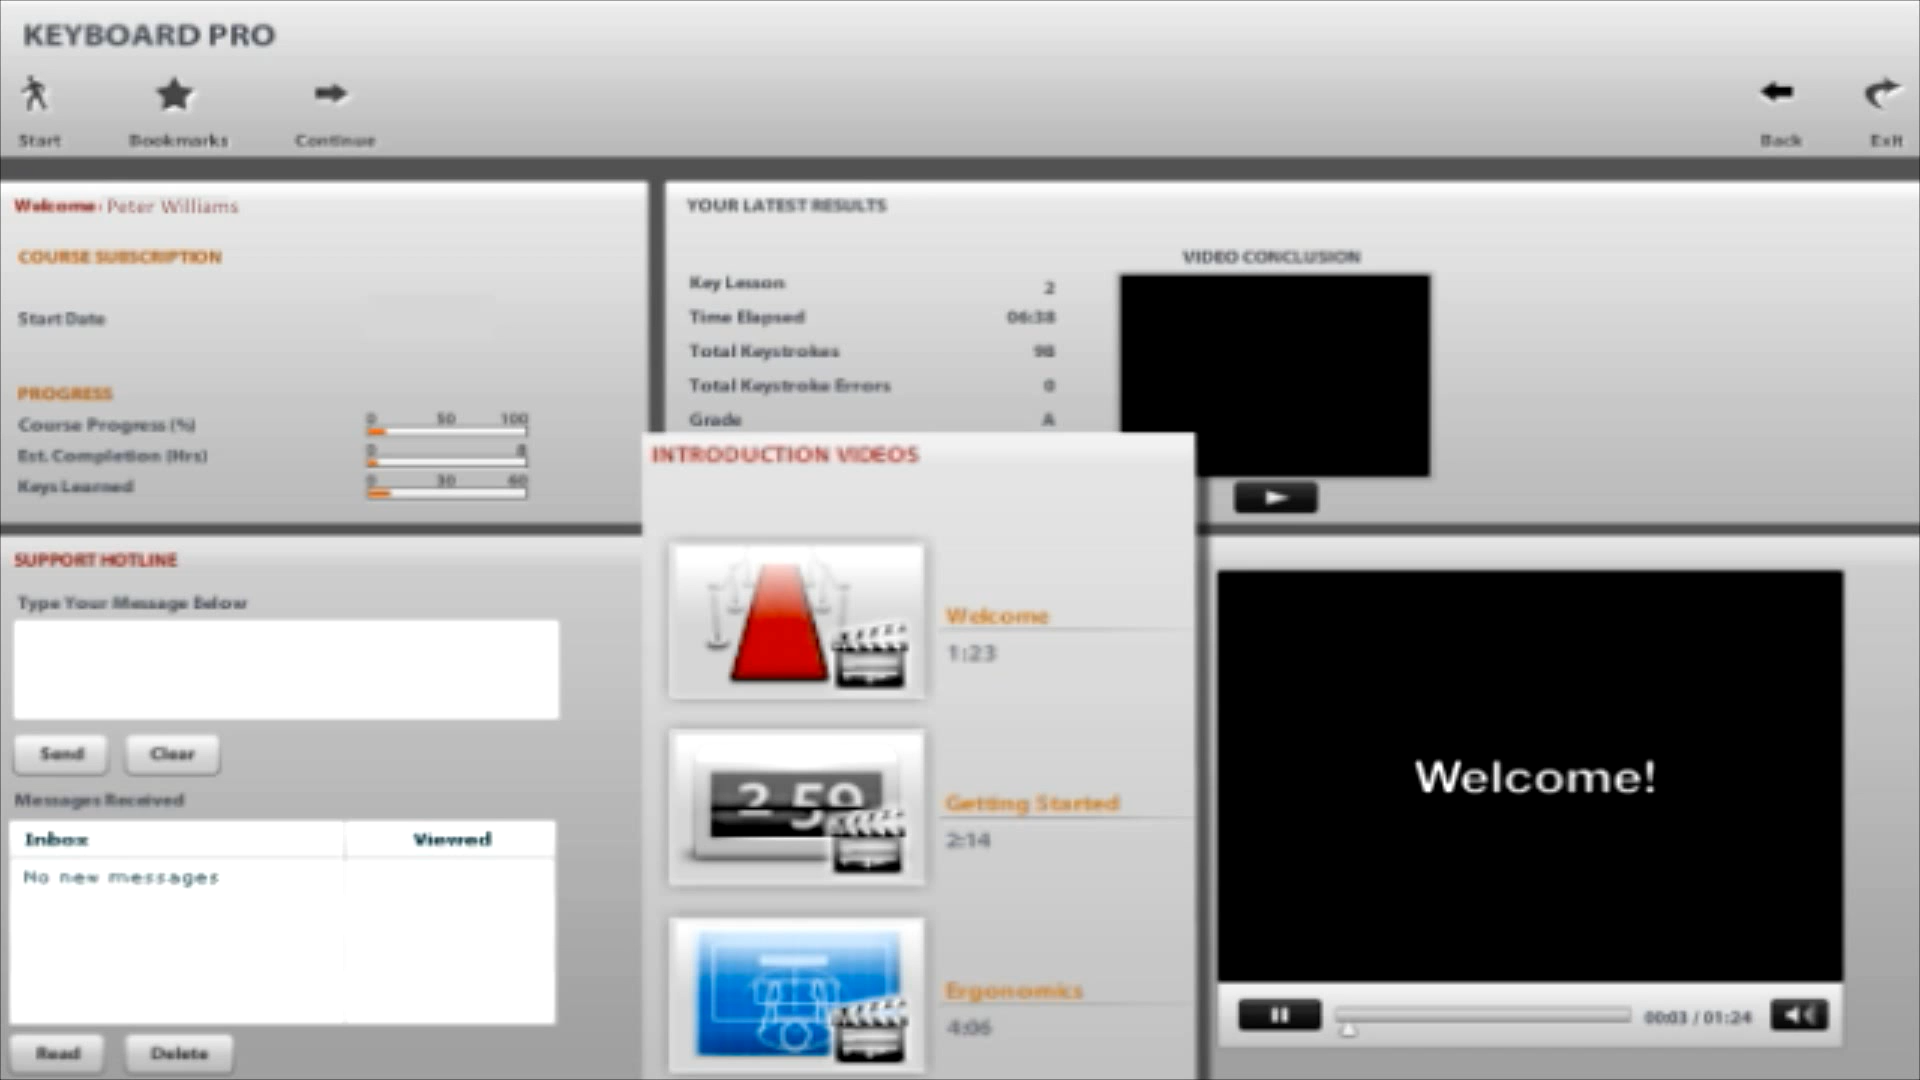 KEYBOARD PRO
Start
Bookmarks
Continue
Back
Exit
Welcome: Peter Williams
COURSE SUBSCRIPTION
Start Date
PROGRESS
Course Progress (%)
0 50 100
Est. Completion (Hrs)
0 8
Keys Learned
0 30 60
YOUR LATEST RESULTS
Key Lesson 2
Time Elapsed 06:38
Total Keystrokes 98
Total Keystroke Errors 0
Grade A
VIDEO CONCLUSION
SUPPORT HOTLINE
Type Your Message Below
Send
Clear
Messages Received
Inbox Viewed
No new messages
Read
Delete
INTRODUCTION VIDEOS
Welcome
1:23
2 59
Getting Started
2:14
Ergonomics
4:06
Welcome!
00:03 / 01:24